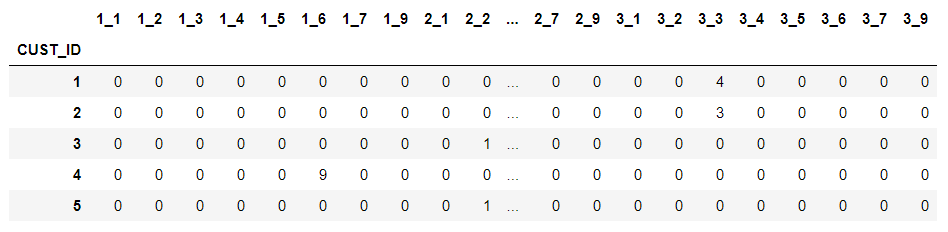 1_1 1_2 1_3 1_4 1_5 1_6 1_7 1_9 2_1 2_2 ... 2_7 2_9 3_1 3_2 3_3 3_4 3_5 3_6 3_7 3_9
CUST_ID
1 0 0 0 0 0 0 0 0 0 0 ... 0 0 0 0 4 0 0 0 0 0
2 0 0 0 0 0 0 0 0 0 0 ... 0 0 0 0 3 0 0 0 0 0
3 0 0 0 0 0 0 0 0 0 1 ... 0 0 0 0 0 0 0 0 0 0
4 0 0 0 0 0 9 0 0 0 0 ... 0 0 0 0 0 0 0 0 0 0
5 0 0 0 0 0 0 0 0 0 1 ... 0 0 0 0 0 0 0 0 0 0